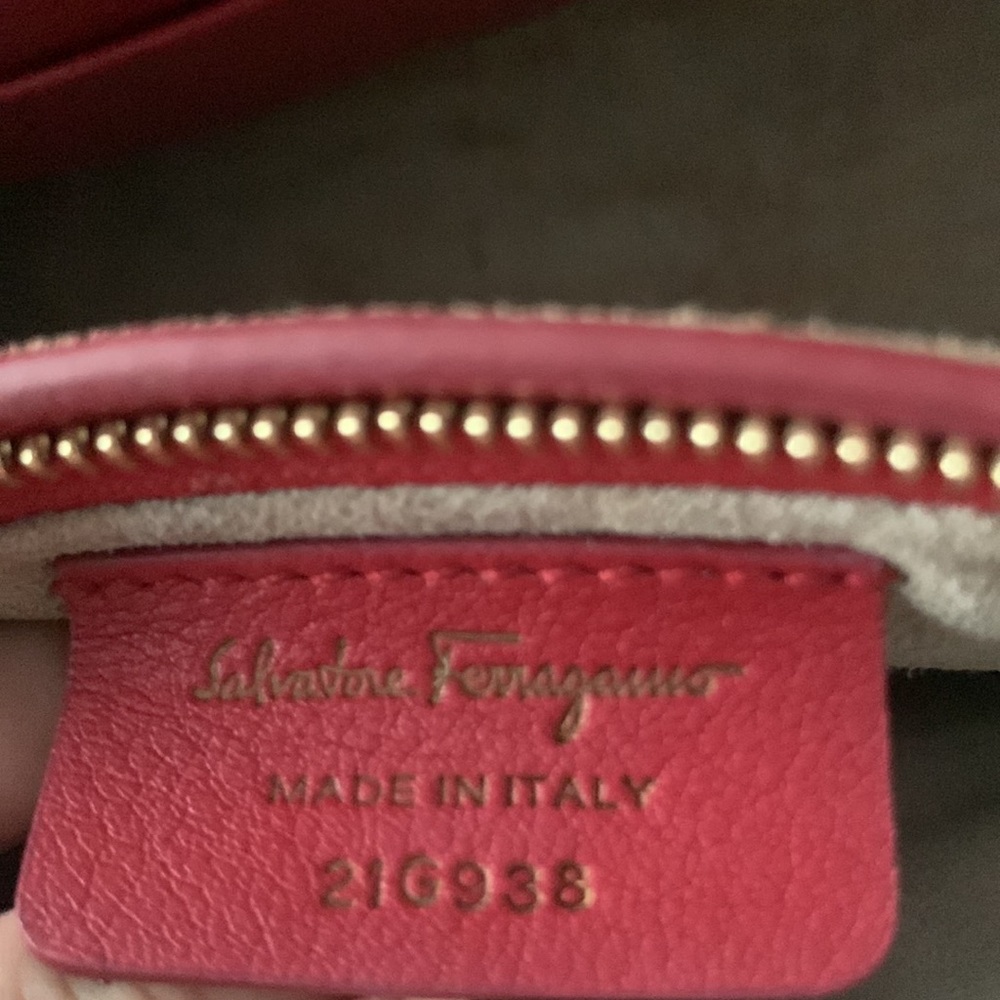 Salvatore Ferragamo
MADE IN ITALY
21G938